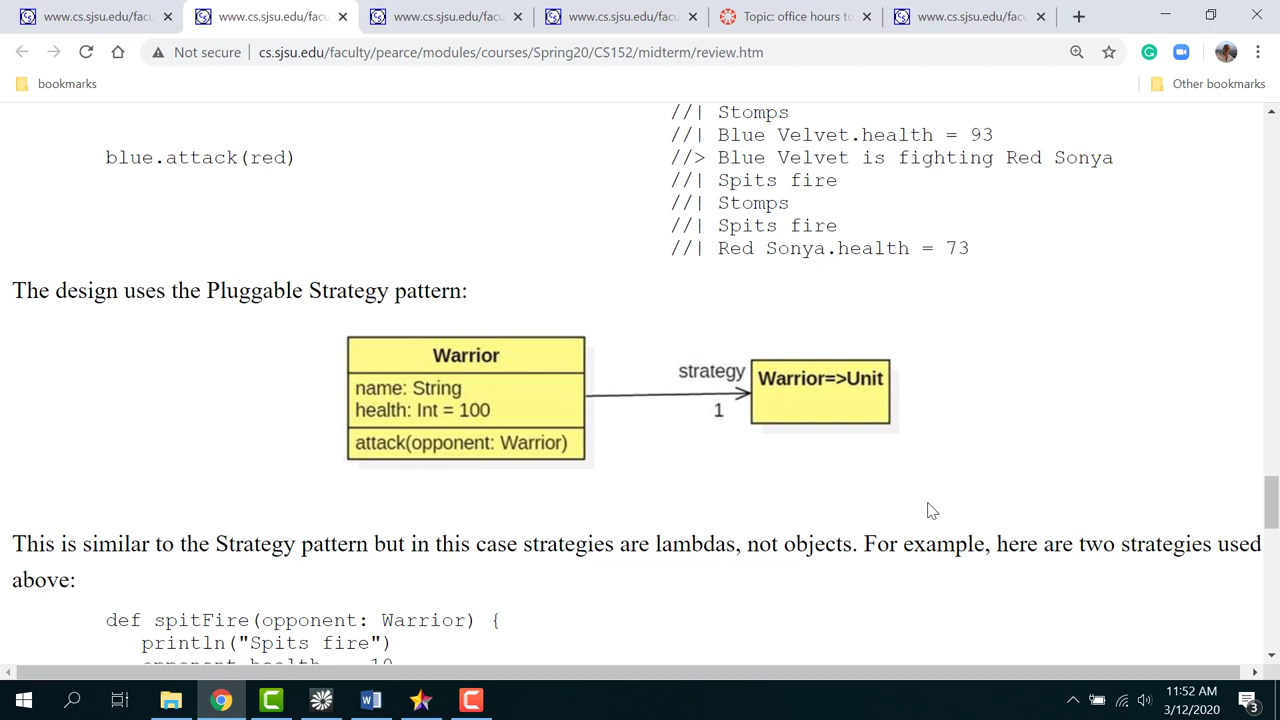 www.cs.sjsu.edu/facu
www.cs.sjsu.edu/facu
www.cs.sjsu.edu/facu
www.cs.sjsu.edu/facu
Topic: office hours to
www.cs.sjsu.edu/facu
Not secure
cs.sjsu.edu/faculty/pearce/modules/courses/Spring20/CS152/midterm/review.htm
bookmarks
Other bookmarks
//| Stomps
//| Blue Velvet.health = 93
blue.attack(red) //> Blue Velvet is fighting Red Sonya
//| Spits fire
//| Stomps
//| Spits fire
//| Red Sonya.health = 73
The design uses the Pluggable Strategy pattern:
Warrior
name: String
health: Int = 100
attack(opponent: Warrior)
strategy
1
Warrior=>Unit
This is similar to the Strategy pattern but in this case strategies are lambdas, not objects. For example, here are two strategies used
above:
def spitFire(opponent: Warrior) {
println("Spits fire")
11:52 AM
3/12/2020
3